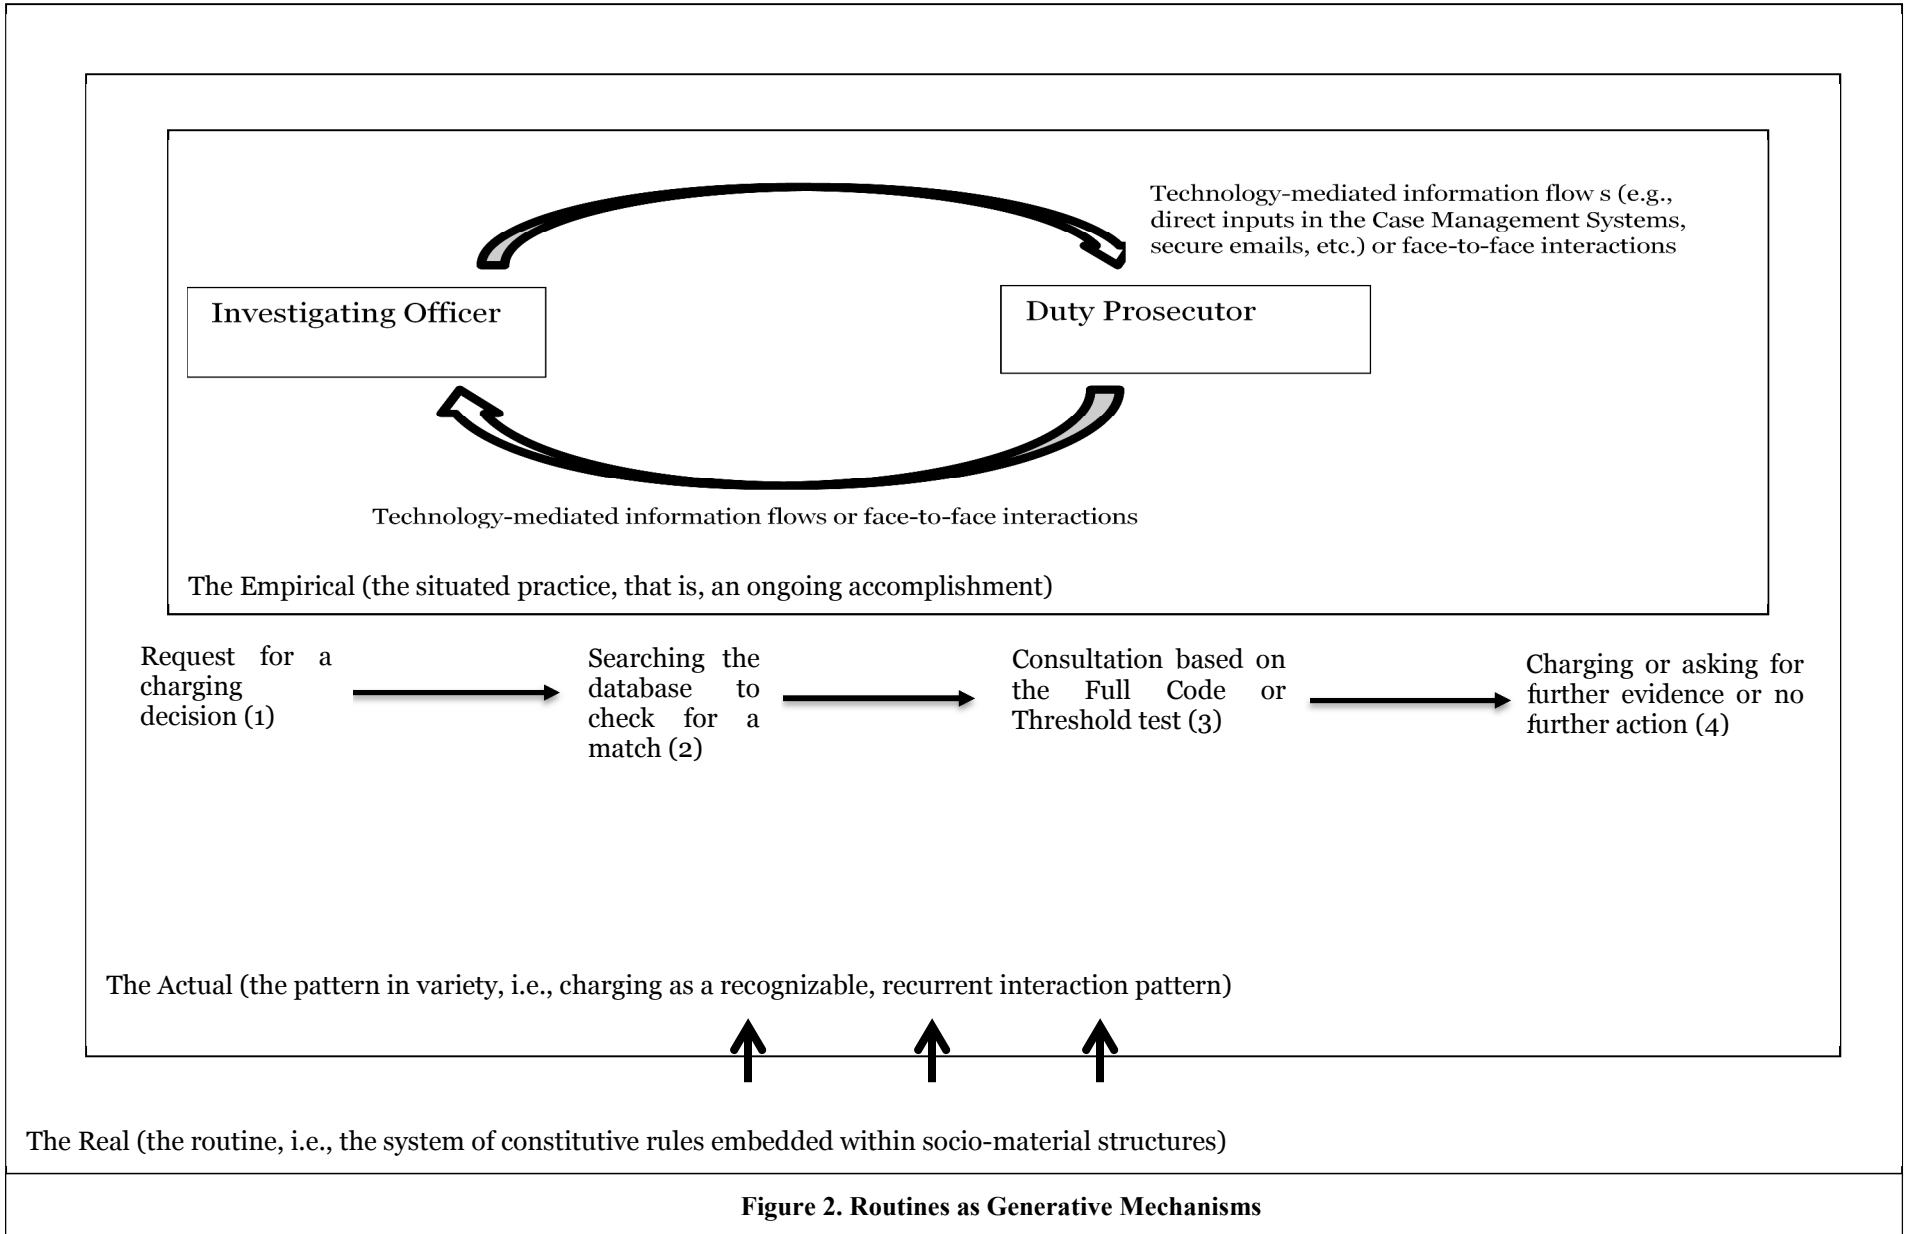 Technology-mediated information flow s (e.g.,
direct inputs in the Case Management Systems,
secure emails, etc.) or face-to-face interactions
Investigating Officer
Duty Prosecutor
Technology-mediated information flows or face-to-face interactions
The Empirical (the situated practice, that is, an ongoing accomplishment)
Request for a
charging
decision (1)
Searching the
database to
check for a
match (2)
Consultation based on
the Full Code or
Threshold test (3)
Charging or asking for
further evidence or no
further action (4)
The Actual (the pattern in variety, i.e., charging as a recognizable, recurrent interaction pattern)
The Real (the routine, i.e., the system of constitutive rules embedded within socio-material structures)
Figure 2. Routines as Generative Mechanisms